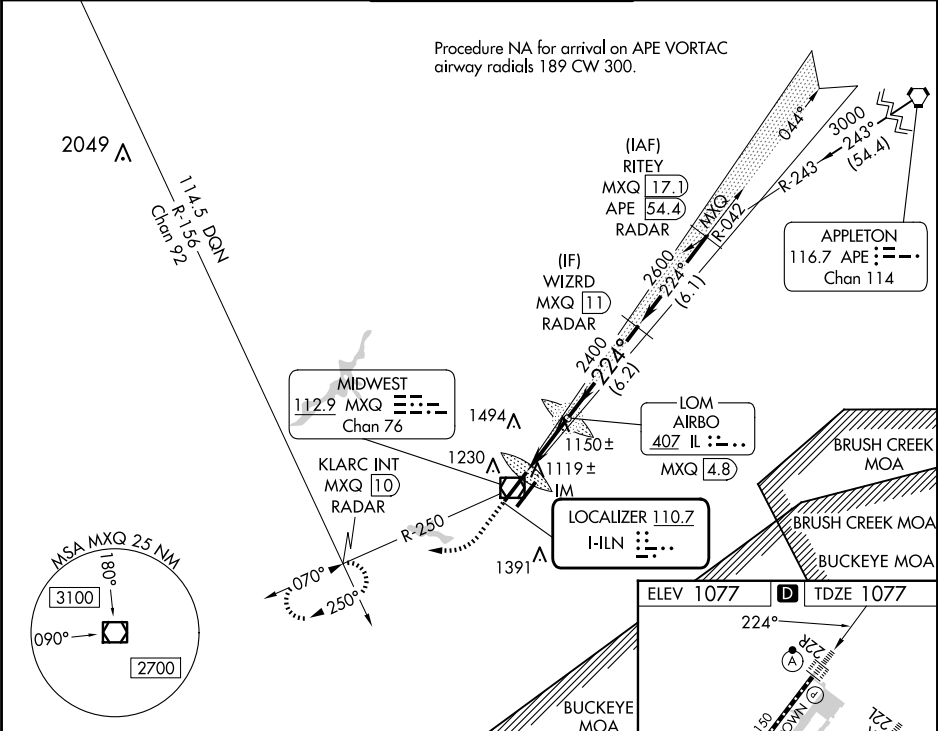 Procedure NA for arrival on APE VORTAC
airway radials 189 CW 300.
2049
114.5 DQN
R-156
Chan 92
(IAF)
RITEY
MXQ 17.1
APE 54.4
RADAR
044°
3000
243°
(54.4)
R-243
MXQ
R-042
APPLETON
116.7 APE
Chan 114
(IF)
WIZRD
MXQ 11
RADAR
2600
224°
(6.1)
2400
224°
(6.2)
MIDWEST
112.9 MXQ
Chan 76
1494
1150±
LOM
AIRBO
407 IL
MXQ 4.8
1230
1119±
IM
KLARC INT
MXQ 10
RADAR
R-250
LOCALIZER 110.7
I-ILN
1391
070°
250°
BRUSH CREEK
MOA
BRUSH CREEK MOA
BUCKEYE MOA
MSA MXQ 25 NM
180°
3100
090°
2700
ELEV 1077
D
TDZE 1077
224°
22R
A
P
150
OWN
22L
BUCKEYE
MOA